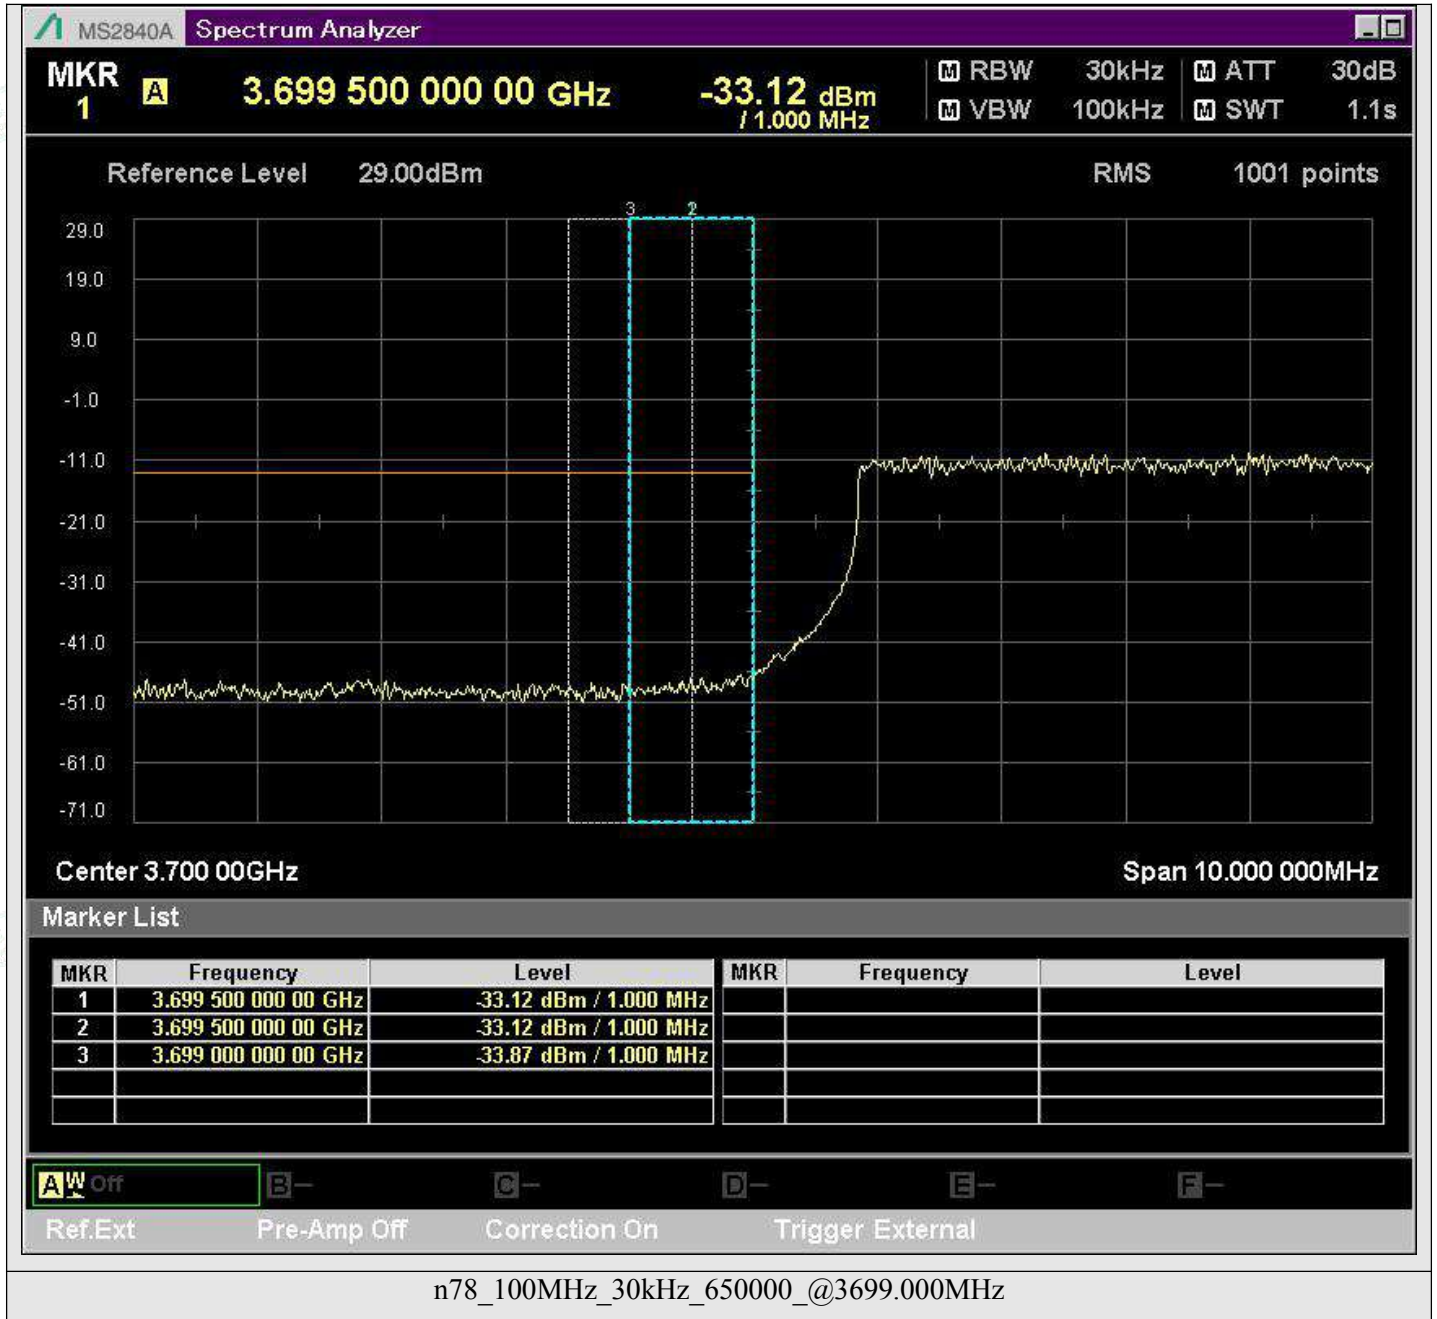 MS2840A Spectrum Analyzer
MKR 1 A 3.699 500 000 00 GHz -33.12 dBm / 1.000 MHz
M RBW 30kHz M ATT 30dB
M VBW 100kHz M SWT 1.1s
Reference Level 29.00dBm RMS 1001 points
3 2
29.0
19.0
9.0
-1.0
-11.0
-21.0
-31.0
-41.0
-51.0
-61.0
-71.0
Center 3.700 00GHz Span 10.000 000MHz
Marker List
MKR Frequency Level MKR Frequency Level
1 3.699 500 000 00 GHz -33.12 dBm / 1.000 MHz
2 3.699 500 000 00 GHz -33.12 dBm / 1.000 MHz
3 3.699 000 000 00 GHz -33.87 dBm / 1.000 MHz
A W Off B - C - D - E - F -
Ref.Ext Pre-Amp Off Correction On Trigger External
n78_100MHz_30kHz_650000_@3699.000MHz